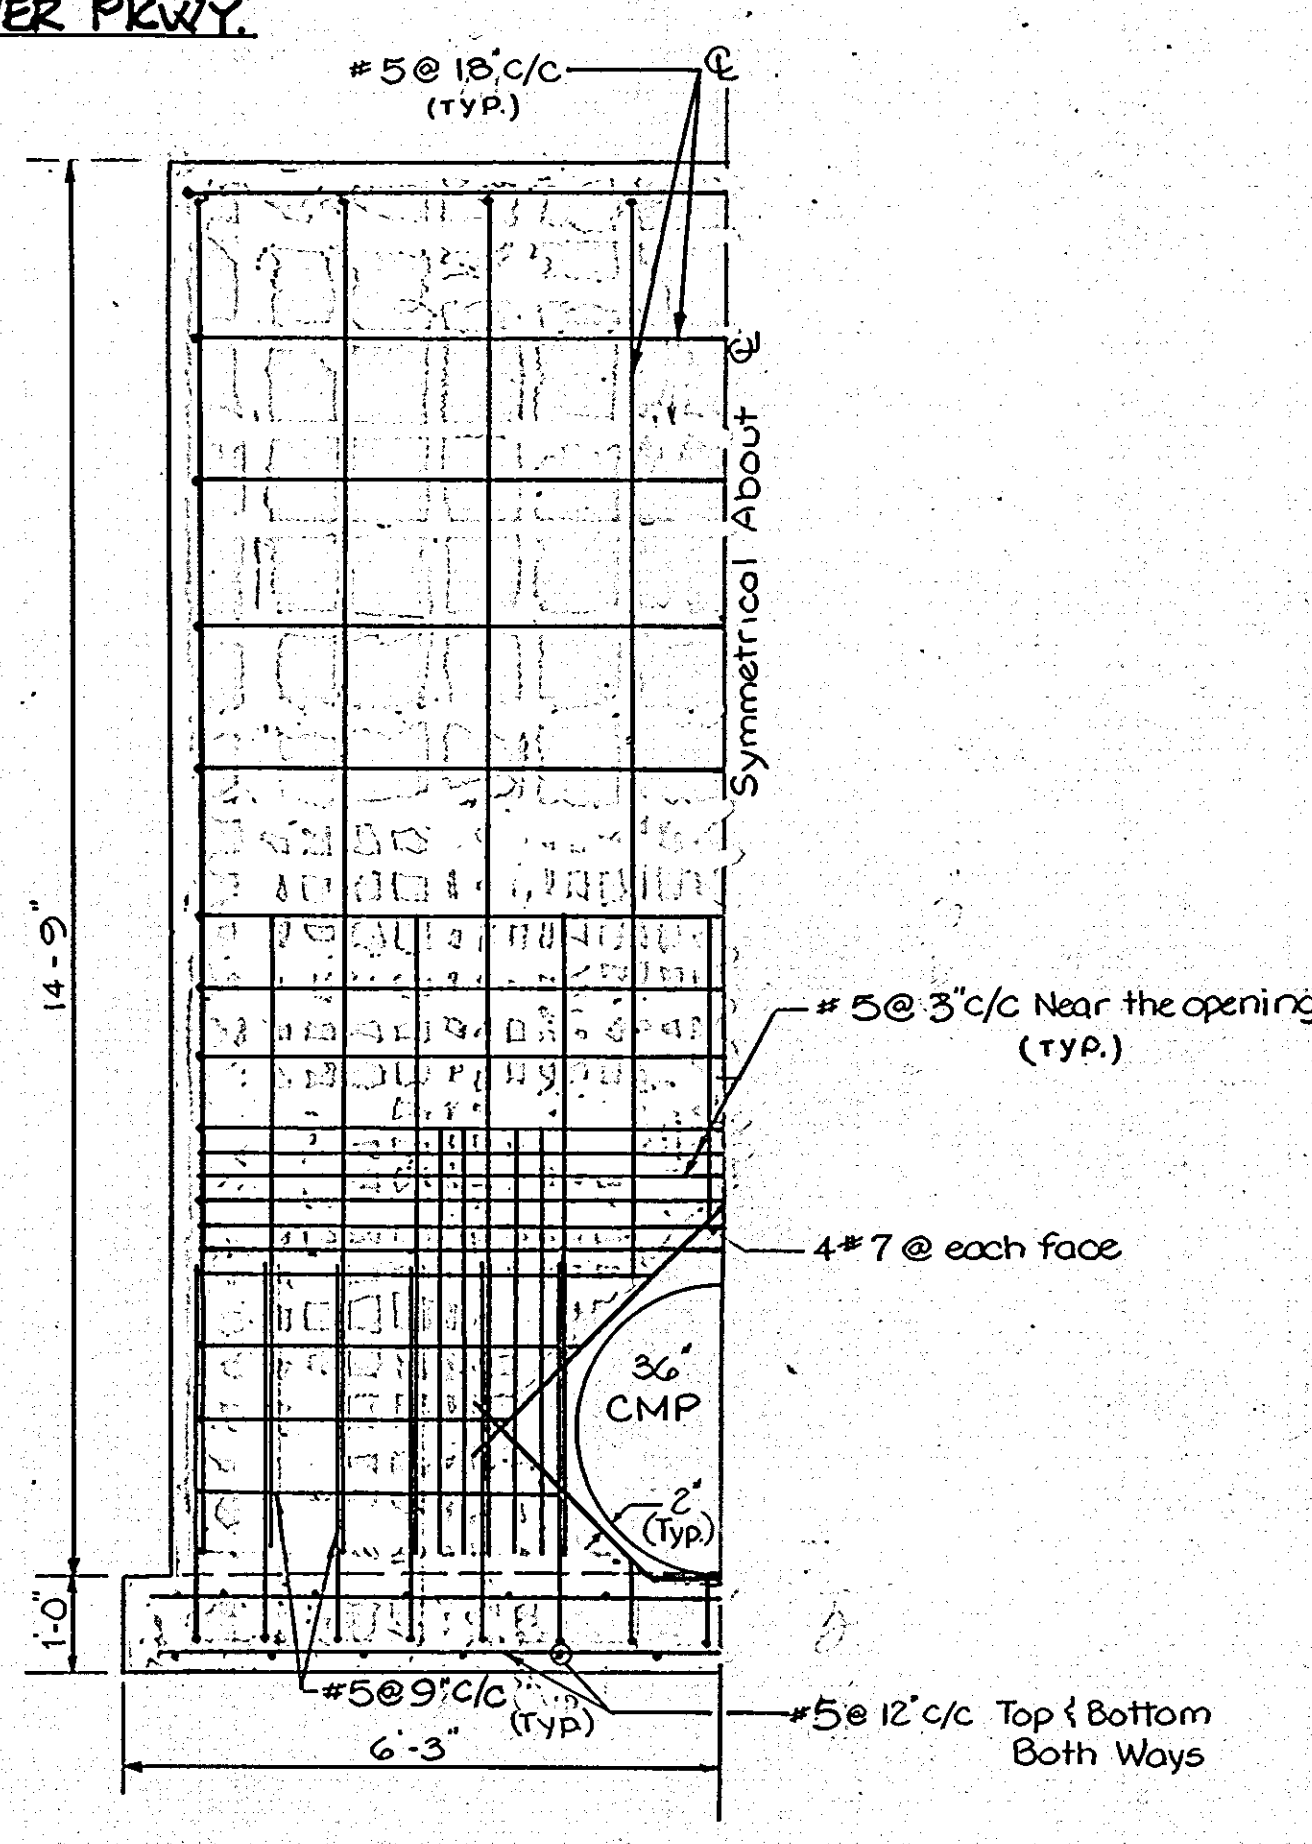 ER PKWY.
#5@ 18"c/c
(TYP.)
℄
Symmetrical About ℄
14-9"
#5@ 3"c/c Near the opening
(TYP.)
4#7@ each face
36"
CMP
2"
(Typ.)
1-0"
#5@9"c/c
(Typ)
#5@ 12"c/c Top & Bottom
Both Ways
6'-3"